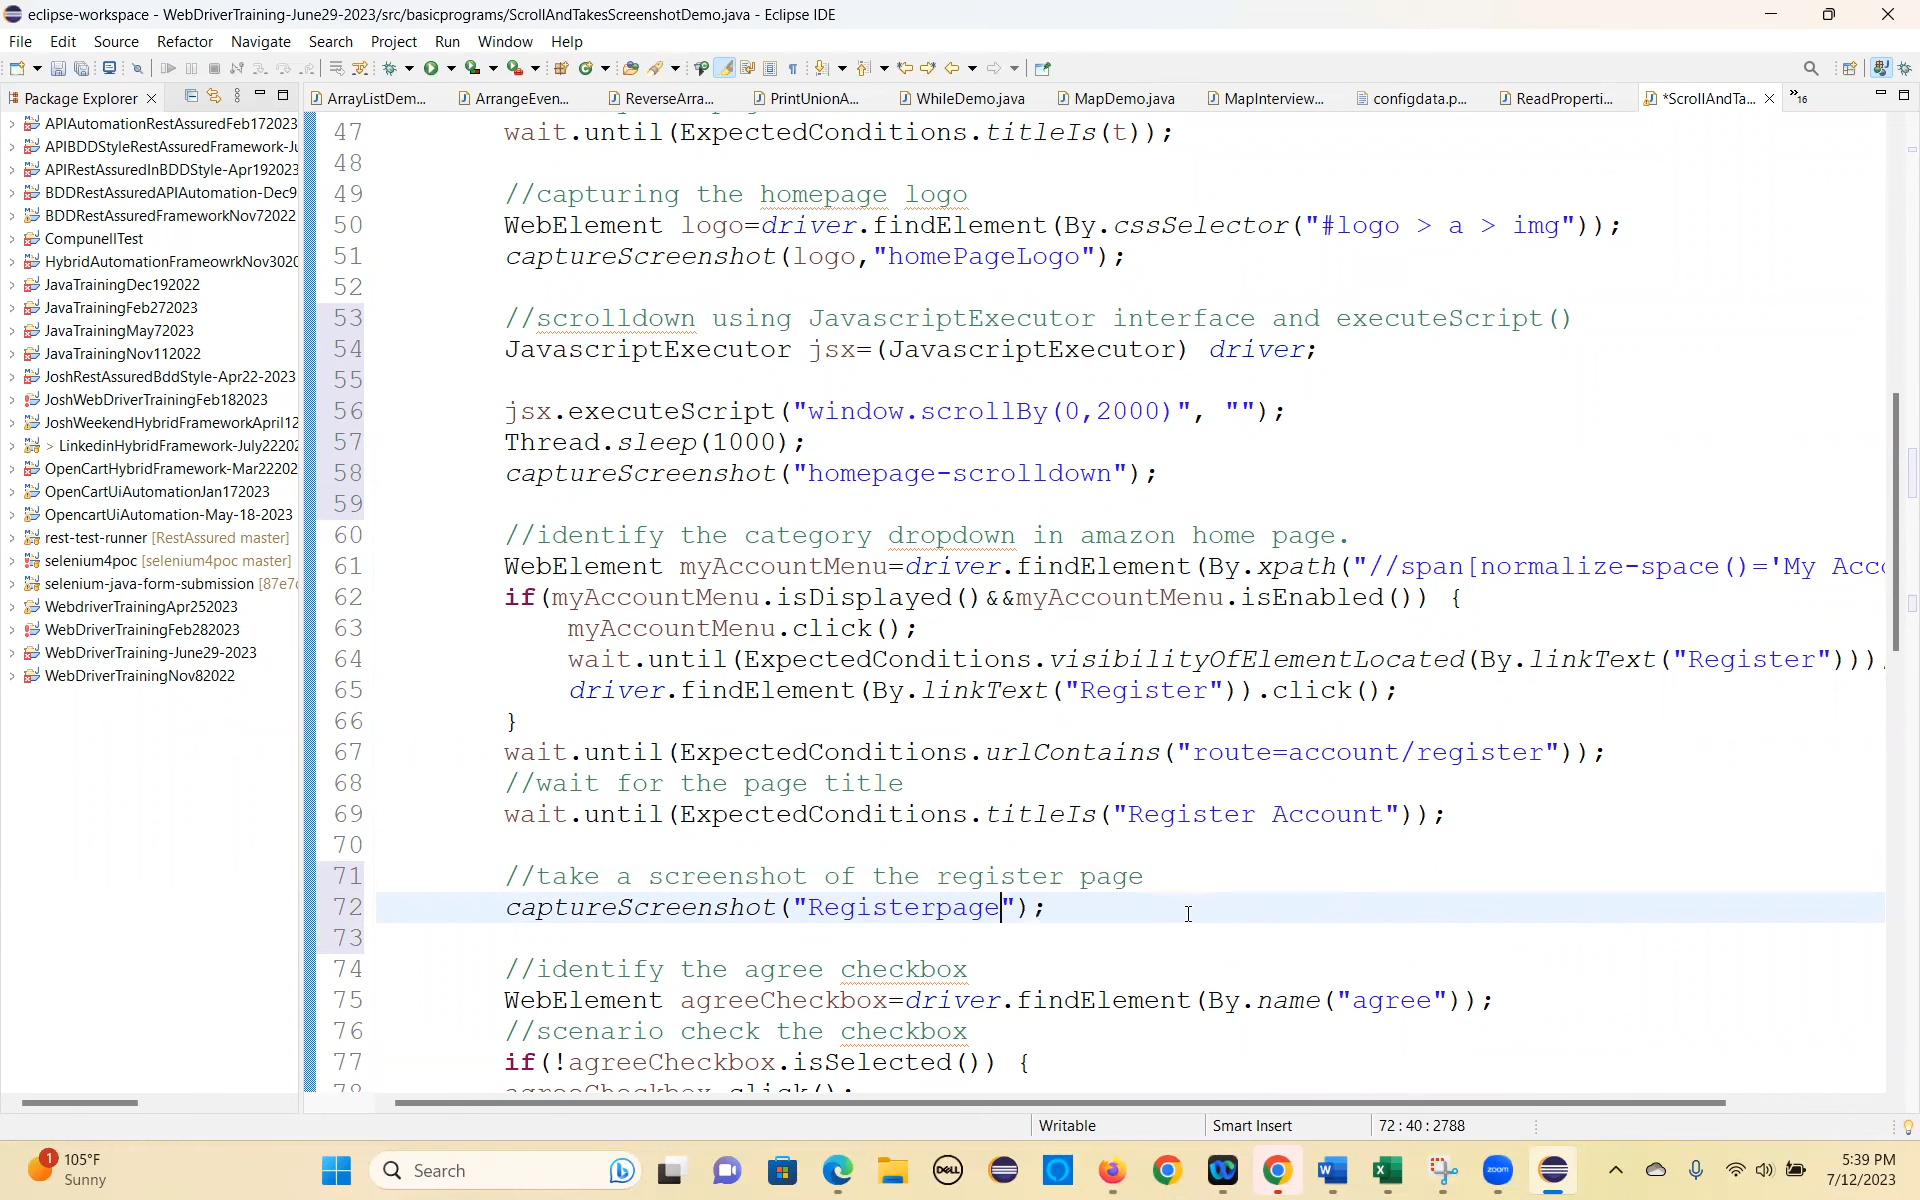 eclipse-workspace - WebDriverTraining-June29-2023/src/basicprograms/ScrollAndTakesScreenshotDemo.java - Eclipse IDE
File Edit Source Refactor Navigate Search Project Run Window Help
Package Explorer
ArrayListDem... ArrangeEven... ReverseArra... PrintUnionA... WhileDemo.java MapDemo.java MapInterview... configdata.p... ReadProperti... *ScrollAndTa... »16
APIAutomationRestAssuredFeb172023
APIBDDStyleRestAssuredFramework-Ju
APIRestAssuredInBDDStyle-Apr192023
BDDRestAssuredAPIAutomation-Dec9
BDDRestAssuredFrameworkNov72022
CompunellTest
HybridAutomationFrameowrkNov3020
JavaTrainingDec192022
JavaTrainingFeb272023
JavaTrainingMay72023
JavaTrainingNov112022
JoshRestAssuredBddStyle-Apr22-2023
JoshWebDriverTrainingFeb182023
JoshWeekendHybridFrameworkApril12
> LinkedinHybridFramework-July22202
OpenCartHybridFramework-Mar22202
OpenCartUiAutomationJan172023
OpencartUiAutomation-May-18-2023
rest-test-runner [RestAssured master]
selenium4poc [selenium4poc master]
selenium-java-form-submission [87e7c
WebdriverTrainingApr252023
WebDriverTrainingFeb282023
WebDriverTraining-June29-2023
WebDriverTrainingNov82022
47 wait.until(ExpectedConditions.titleIs(t));
48
49 //capturing the homepage logo
50 WebElement logo=driver.findElement(By.cssSelector("#logo > a > img"));
51 captureScreenshot(logo,"homePageLogo");
52
53 //scrolldown using JavascriptExecutor interface and executeScript()
54 JavascriptExecutor jsx=(JavascriptExecutor) driver;
55
56 jsx.executeScript("window.scrollBy(0,2000)", "");
57 Thread.sleep(1000);
58 captureScreenshot("homepage-scrolldown");
59
60 //identify the category dropdown in amazon home page.
61 WebElement myAccountMenu=driver.findElement(By.xpath("//span[normalize-space()='My Acco
62 if(myAccountMenu.isDisplayed()&&myAccountMenu.isEnabled()) {
63 myAccountMenu.click();
64 wait.until(ExpectedConditions.visibilityOfElementLocated(By.linkText("Register")));
65 driver.findElement(By.linkText("Register")).click();
66 }
67 wait.until(ExpectedConditions.urlContains("route=account/register"));
68 //wait for the page title
69 wait.until(ExpectedConditions.titleIs("Register Account"));
70
71 //take a screenshot of the register page
72 captureScreenshot("Registerpage");
73
74 //identify the agree checkbox
75 WebElement agreeCheckbox=driver.findElement(By.name("agree"));
76 //scenario check the checkbox
77 if(!agreeCheckbox.isSelected()) {
78 agreeCheckbox.click();
Writable Smart Insert 72 : 40 : 2788
1 105°F
Sunny
Search
DELL
zoom
5:39 PM
7/12/2023